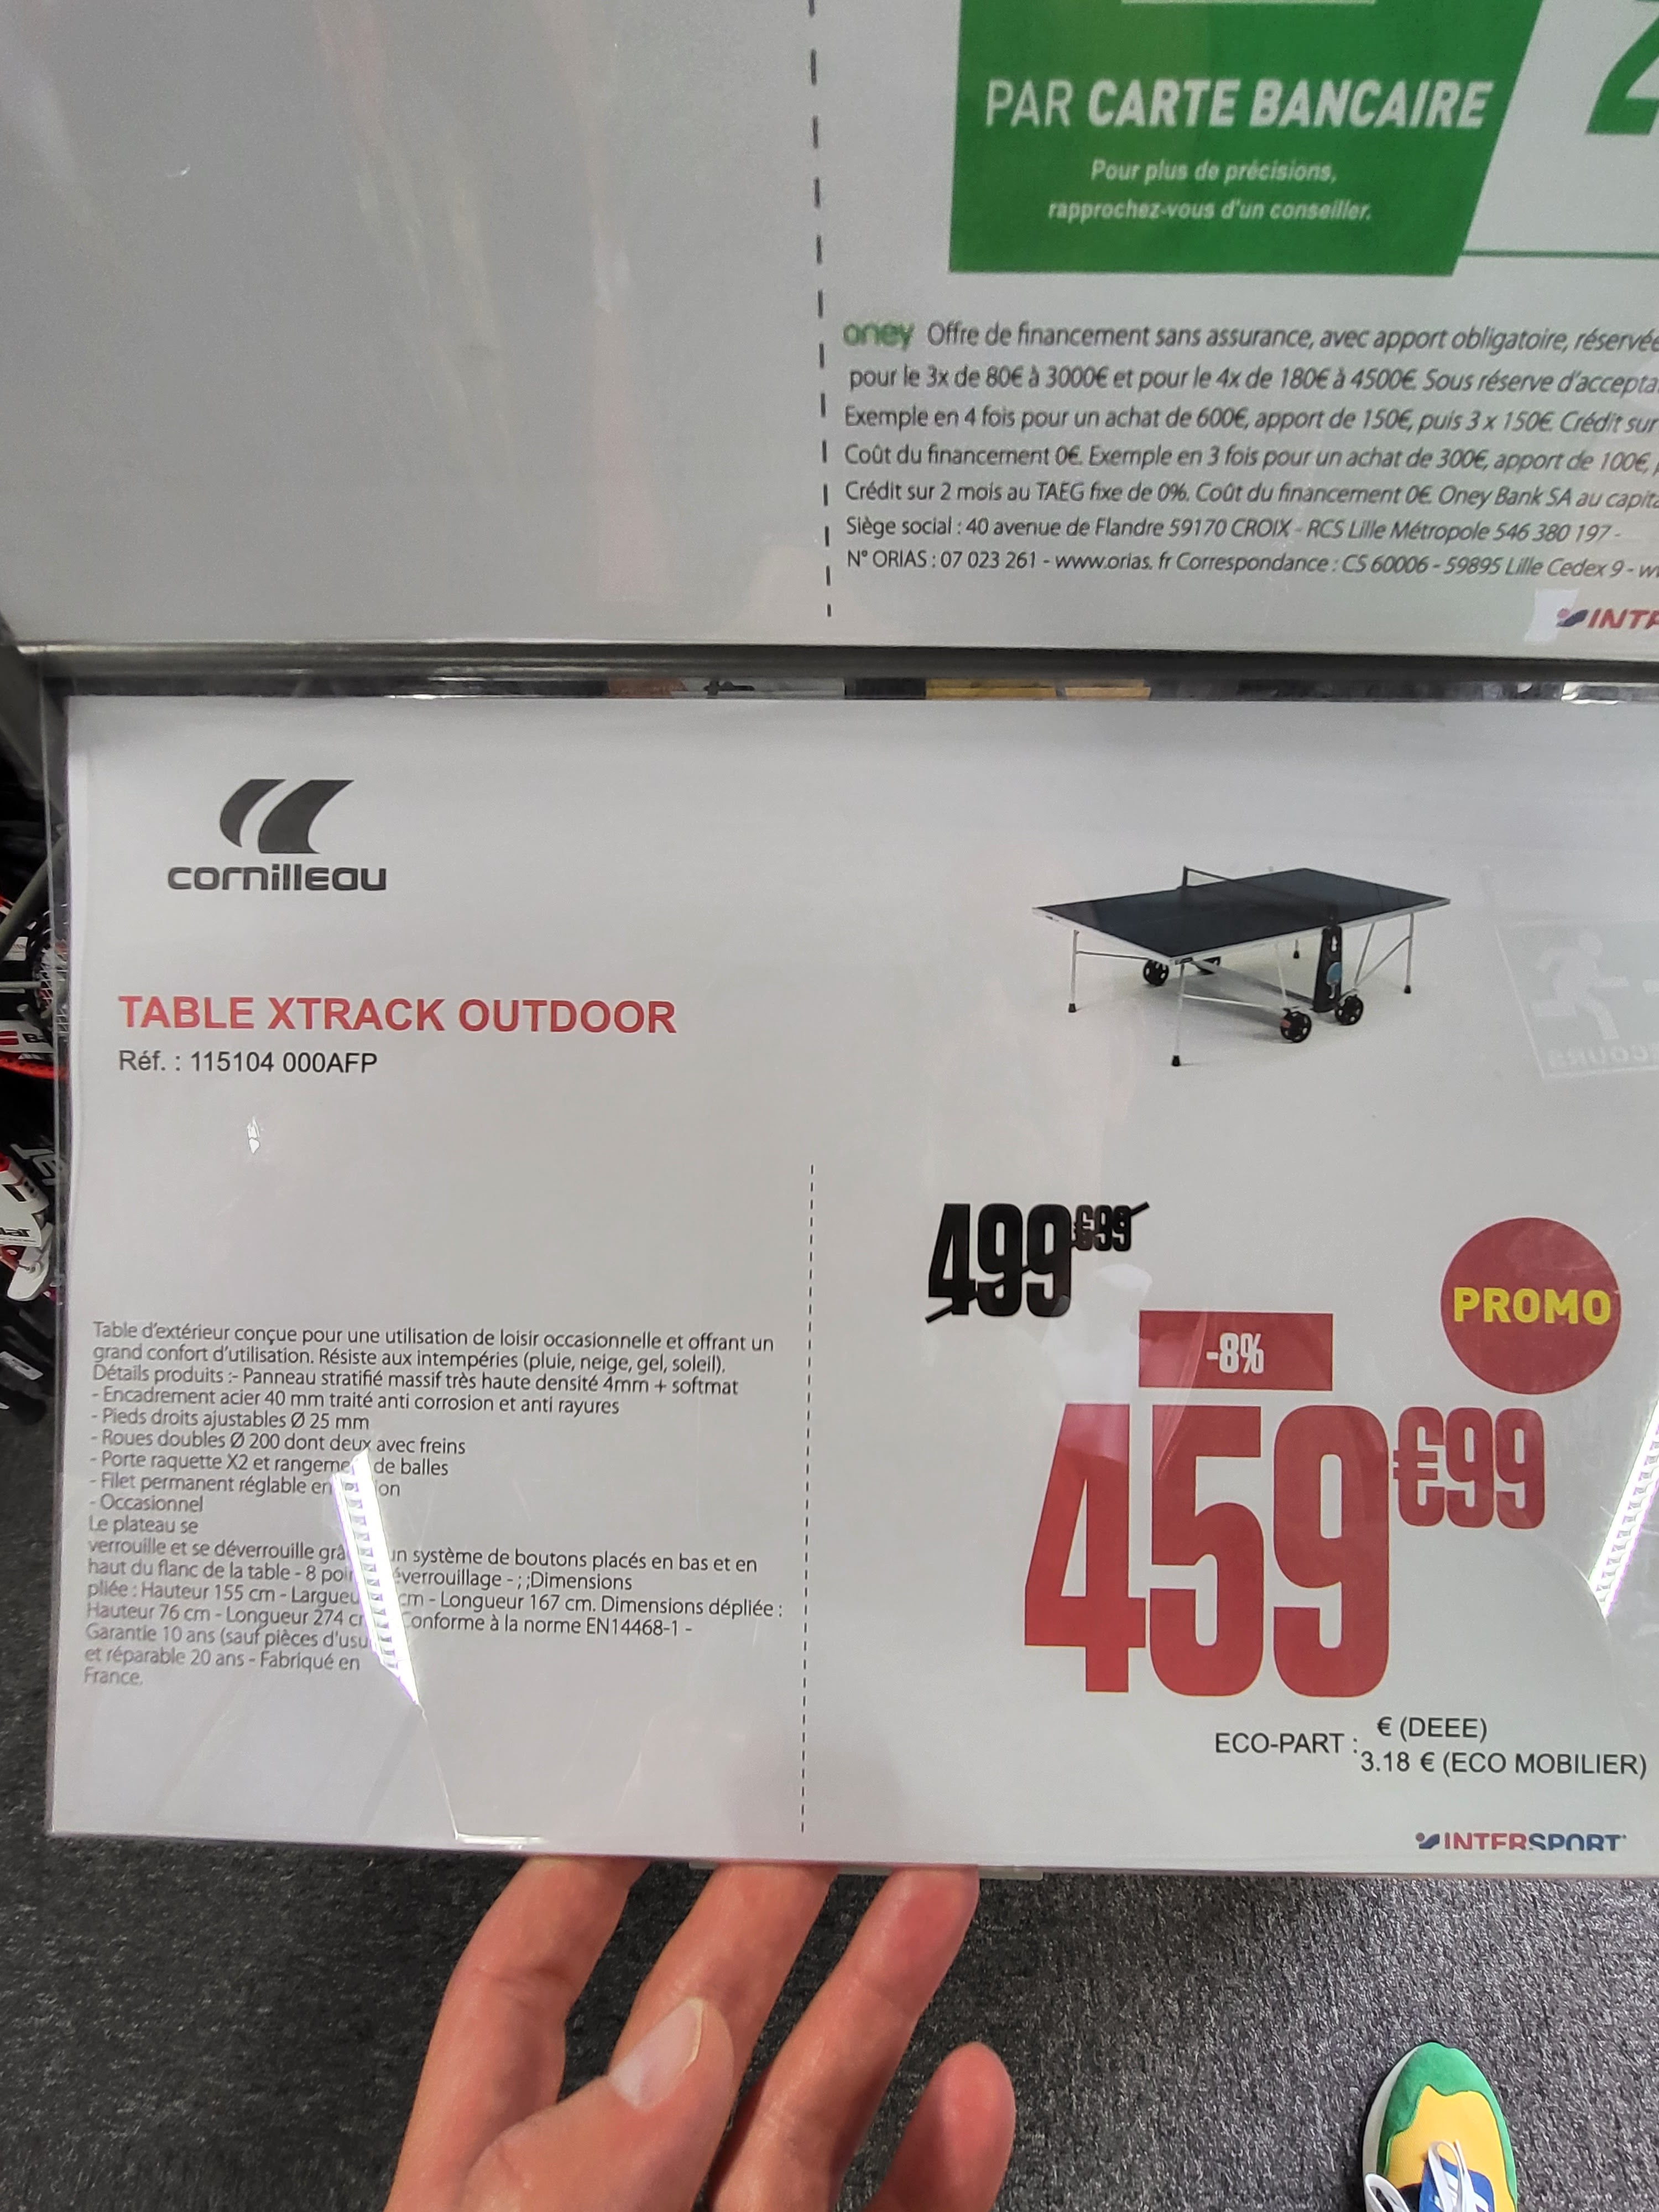 PAR CARTE BANCAIRE
Pour plus de précisions,
rapprochez-vous d'un conseiller.
oney Offre de financement sans assurance, avec apport obligatoire, réservée
pour le 3x de 80€ à 3000€ et pour le 4x de 180€ à 4500€. Sous réserve d'accepta
Exemple en 4 fois pour un achat de 600€, apport de 150€, puis 3 x 150€. Crédit sur
Coût du financement 0€. Exemple en 3 fois pour un achat de 300€, apport de 100€,
Crédit sur 2 mois au TAEG fixe de 0%. Coût du financement 0€. Oney Bank SA au capita
Siège social : 40 avenue de Flandre 59170 CROIX - RCS Lille Métropole 546 380 197 -
N° ORIAS : 07 023 261 - www.orias. fr Correspondance : CS 60006 - 59895 Lille Cedex 9 -
cornilleau
TABLE XTRACK OUTDOOR
Réf. : 115104 000AFP
Table d'extérieur conçue pour une utilisation de loisir occasionnelle et offrant un
grand confort d'utilisation. Résiste aux intempéries (pluie, neige, gel, soleil).
Détails produits :- Panneau stratifié massif très haute densité 4mm + softmat
- Encadrement acier 40 mm traité anti corrosion et anti rayures
- Pieds droits ajustables Ø 25 mm
- Roues doubles Ø 200 dont deux avec freins
- Porte raquette X2 et rangeme de balles
- Filet permanent réglable en on
- Occasionnel
Le plateau se
verrouille et se déverrouille grâ un système de boutons placés en bas et en
haut du flanc de la table - 8 poi éverrouillage - ; ;Dimensions
pliée : Hauteur 155 cm - Largeu cm - Longueur 167 cm. Dimensions dépliée :
Hauteur 76 cm - Longueur 274 c Conforme à la norme EN14468-1 -
Garantie 10 ans (sauf pièces d'usu
et réparable 20 ans - Fabriqué en
France.
499€99
-8%
PROMO
459€99
ECO-PART : € (DEEE)
3.18 € (ECO MOBILIER)
INTERSPORT